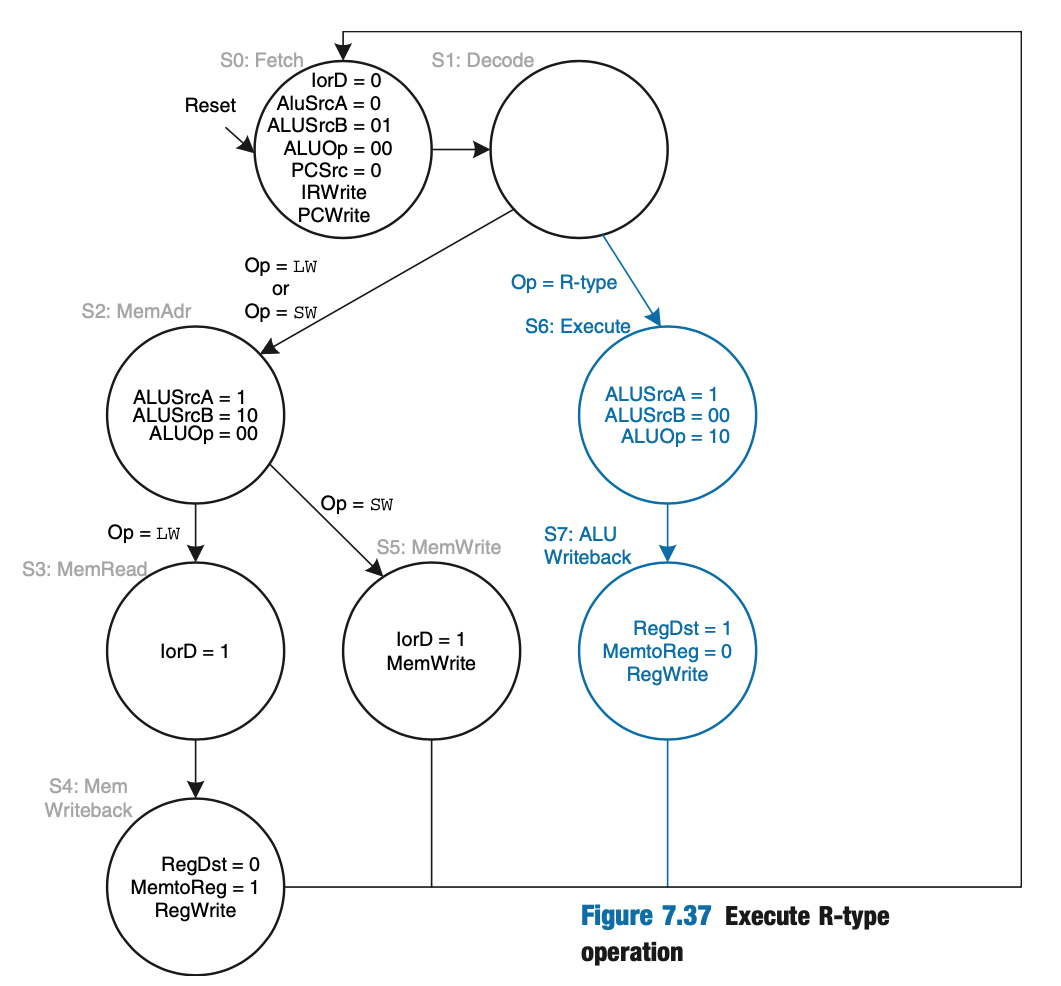 S0: Fetch
S1: Decode
Reset
IorD = 0
AluSrcA = 0
ALUSrcB = 01
ALUOp = 00
PCSrc = 0
IRWrite
PCWrite
Op = LW
or
Op = SW
Op = R-type
S2: MemAdr
S6: Execute
ALUSrcA = 1
ALUSrcB = 10
ALUOp = 00
ALUSrcA = 1
ALUSrcB = 00
ALUOp = 10
Op = LW
Op = SW
S3: MemRead
S5: MemWrite
S7: ALU
Writeback
IorD = 1
IorD = 1
MemWrite
RegDst = 1
MemtoReg = 0
RegWrite
S4: Mem
Writeback
RegDst = 0
MemtoReg = 1
RegWrite
Figure 7.37 Execute R-type
operation